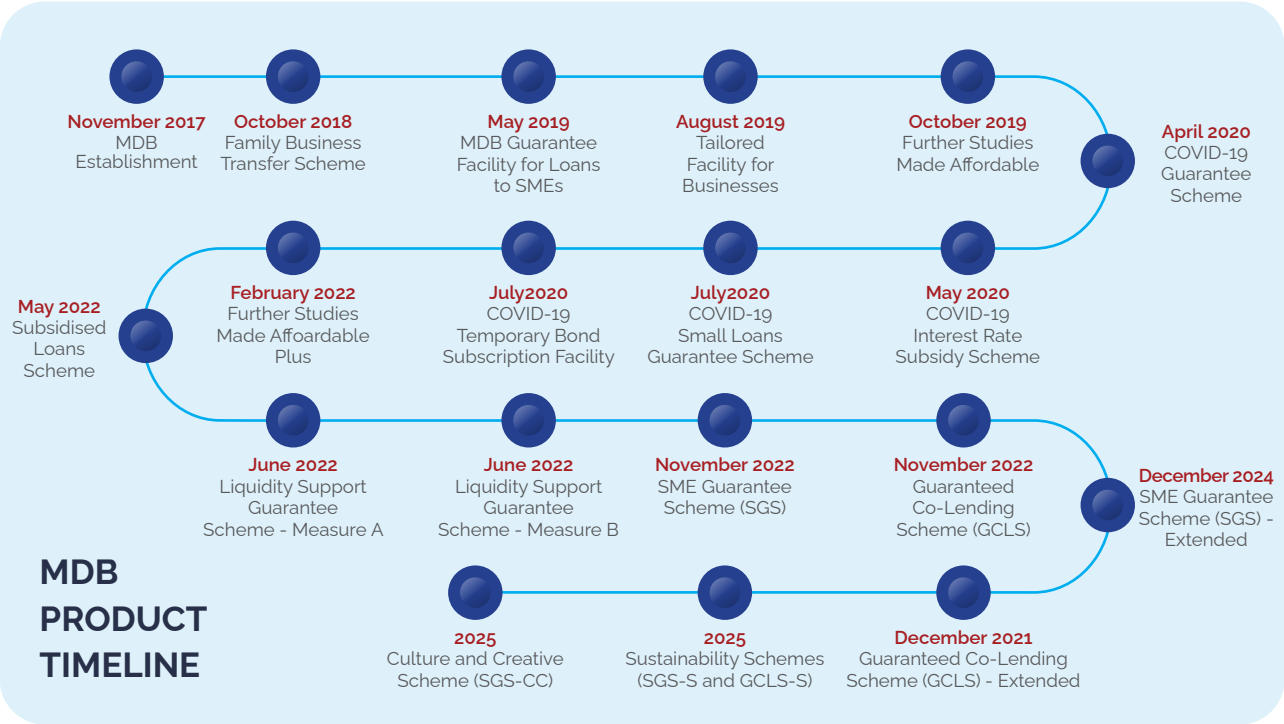 November 2017
MDB
Establishment
October 2018
Family Business
Transfer Scheme
May 2019
MDB Guarantee
Facility for Loans
to SMEs
August 2019
Tailored
Facility for
Businesses
October 2019
Further Studies
Made Affordable
April 2020
COVID-19
Guarantee
Scheme
May 2020
COVID-19
Interest Rate
Subsidy Scheme
July2020
COVID-19
Small Loans
Guarantee Scheme
July2020
COVID-19
Temporary Bond
Subscription Facility
February 2022
Further Studies
Made Affoardable
Plus
May 2022
Subsidised
Loans
Scheme
June 2022
Liquidity Support
Guarantee
Scheme - Measure A
June 2022
Liquidity Support
Guarantee
Scheme - Measure B
November 2022
SME Guarantee
Scheme (SGS)
November 2022
Guaranteed
Co-Lending
Scheme (GCLS)
December 2024
SME Guarantee
Scheme (SGS) -
Extended
December 2021
Guaranteed Co-Lending
Scheme (GCLS) - Extended
2025
Sustainability Schemes
(SGS-S and GCLS-S)
2025
Culture and Creative
Scheme (SGS-CC)
MDB
PRODUCT
TIMELINE